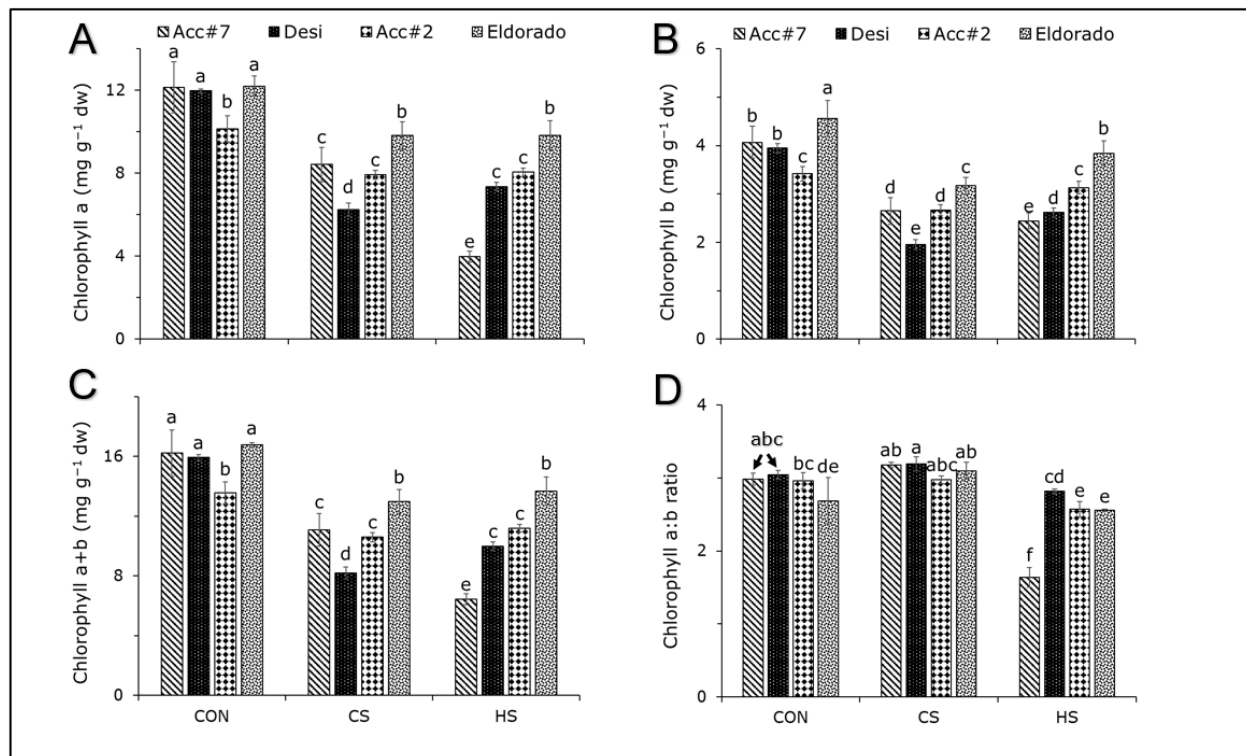 A
Acc#7 Desi Acc#2 Eldorado
Chlorophyll a (mg g⁻¹ dw)
12
8
4
0
a a b a
c d c b
e c c b
B
Acc#7 Desi Acc#2 Eldorado
Chlorophyll b (mg g⁻¹ dw)
6
4
2
0
b b c a
d e d c
e d c b
C
Chlorophyll a+b (mg g⁻¹ dw)
16
8
0
a a b a
c d c b
e c c b
CON CS HS
D
Chlorophyll a:b ratio
4
2
0
abc bc de
ab a abc ab
f cd e e
CON CS HS